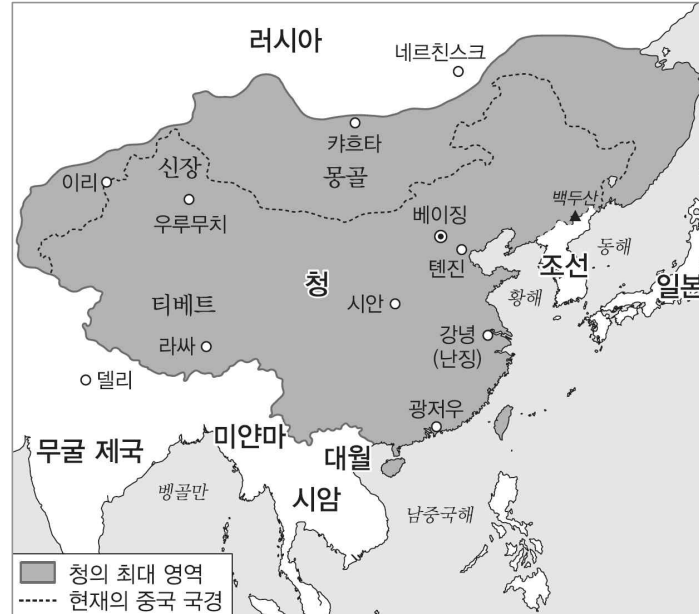 러시아
네르친스크
캬흐타
신장
몽골
이리
우루무치
백두산
베이징
동해
톈진
조선
청
황해
일본
티베트
시안
강녕
(난징)
라싸
델리
광저우
미얀마
무굴 제국
대월
벵골만
시암
남중국해
청의 최대 영역
현재의 중국 국경